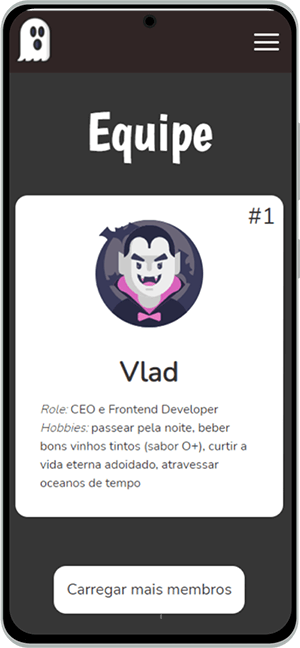 Equipe
#1
Vlad
Role: CEO e Frontend Developer
Hobbies: passear pela noite, beber
bons vinhos tintos (sabor O+), curtir a
vida eterna adoidado, atravessar
oceanos de tempo
Carregar mais membros